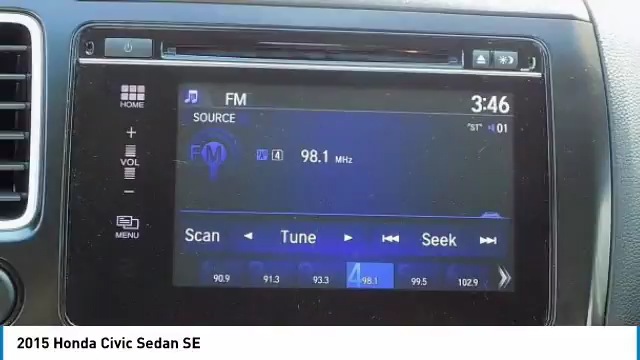 FM
3:46
HOME
SOURCE
"ST" 01
FM
4 98.1 MHz
+
VOL
-
MENU
Scan Tune Seek
90.9 91.3 93.3 4 98.1 99.5 102.9
2015 Honda Civic Sedan SE